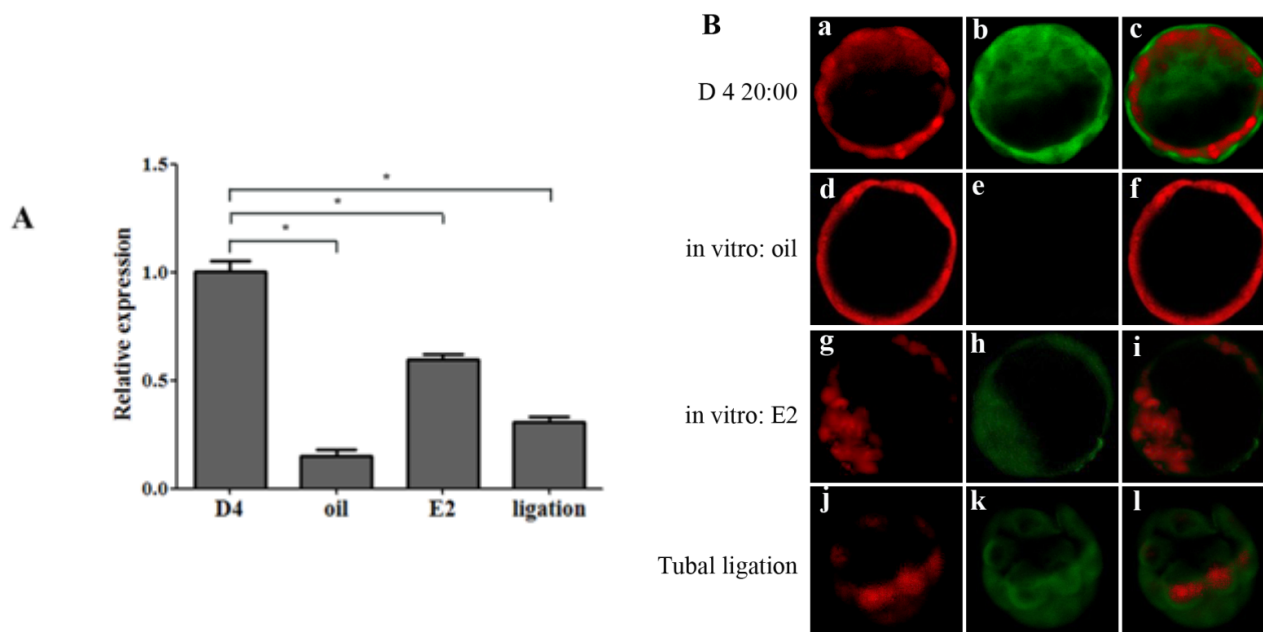 A
Relative expression
1.5
1.0
0.5
0.0
*
*
*
D4 oil E2 ligation
B
a b c
D 4 20:00
d e f
in vitro: oil
g h i
in vitro: E2
j k l
Tubal ligation